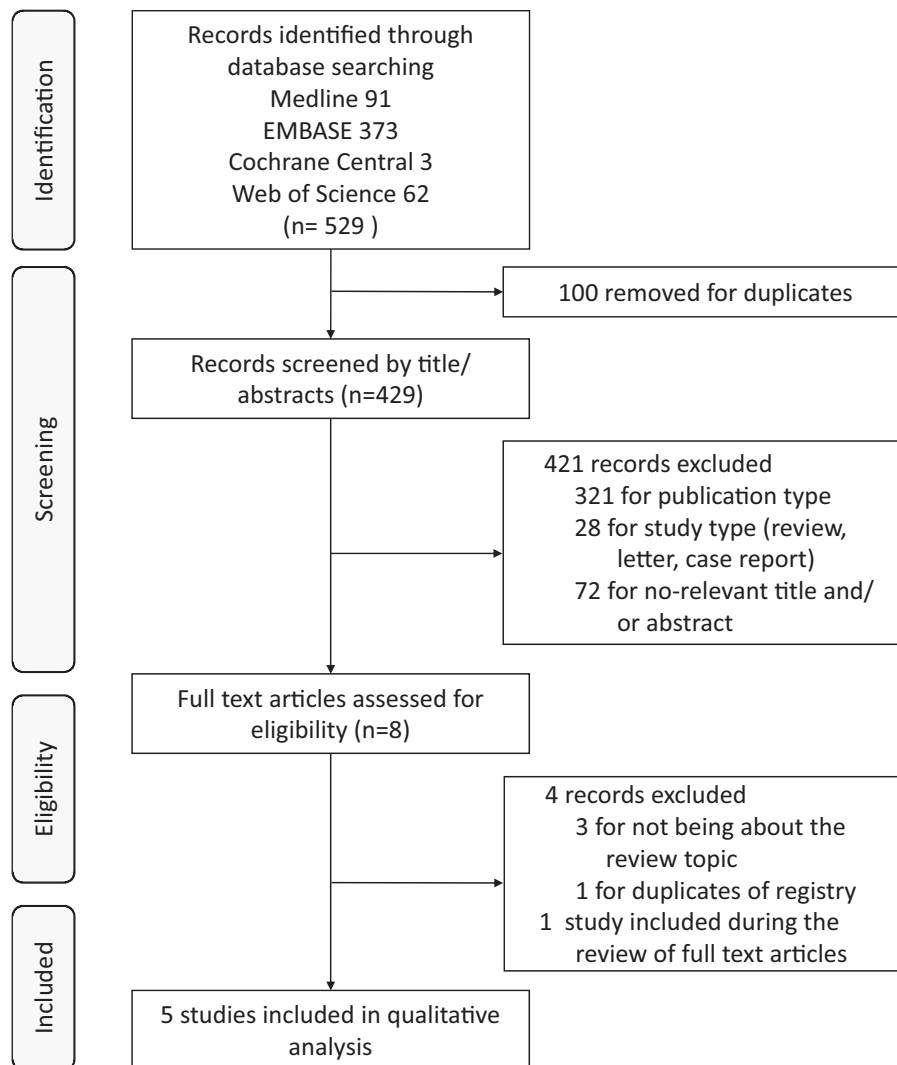 Identification
Records identified through
database searching
Medline 91
EMBASE 373
Cochrane Central 3
Web of Science 62
(n= 529 )
Screening
100 removed for duplicates
Records screened by title/
abstracts (n=429)
421 records excluded
321 for publication type
28 for study type (review,
letter, case report)
72 for no-relevant title and/
or abstract
Eligibility
Full text articles assessed for
eligibility (n=8)
4 records excluded
3 for not being about the
review topic
1 for duplicates of registry
1 study included during the
review of full text articles
Included
5 studies included in qualitative
analysis